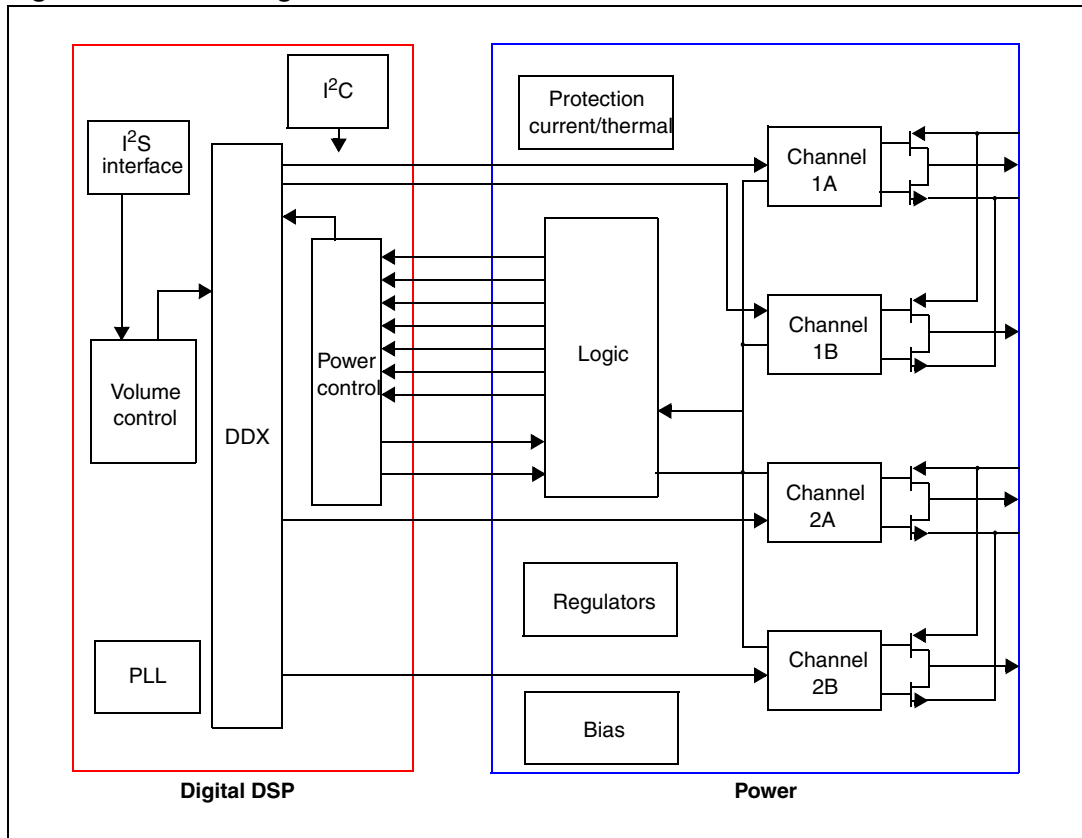 I²C
Protection
current/thermal
I²S
interface
Channel
1A
Channel
1B
Logic
Power
control
Volume
control
DDX
Channel
2A
Regulators
Channel
2B
PLL
Bias
Digital DSP
Power